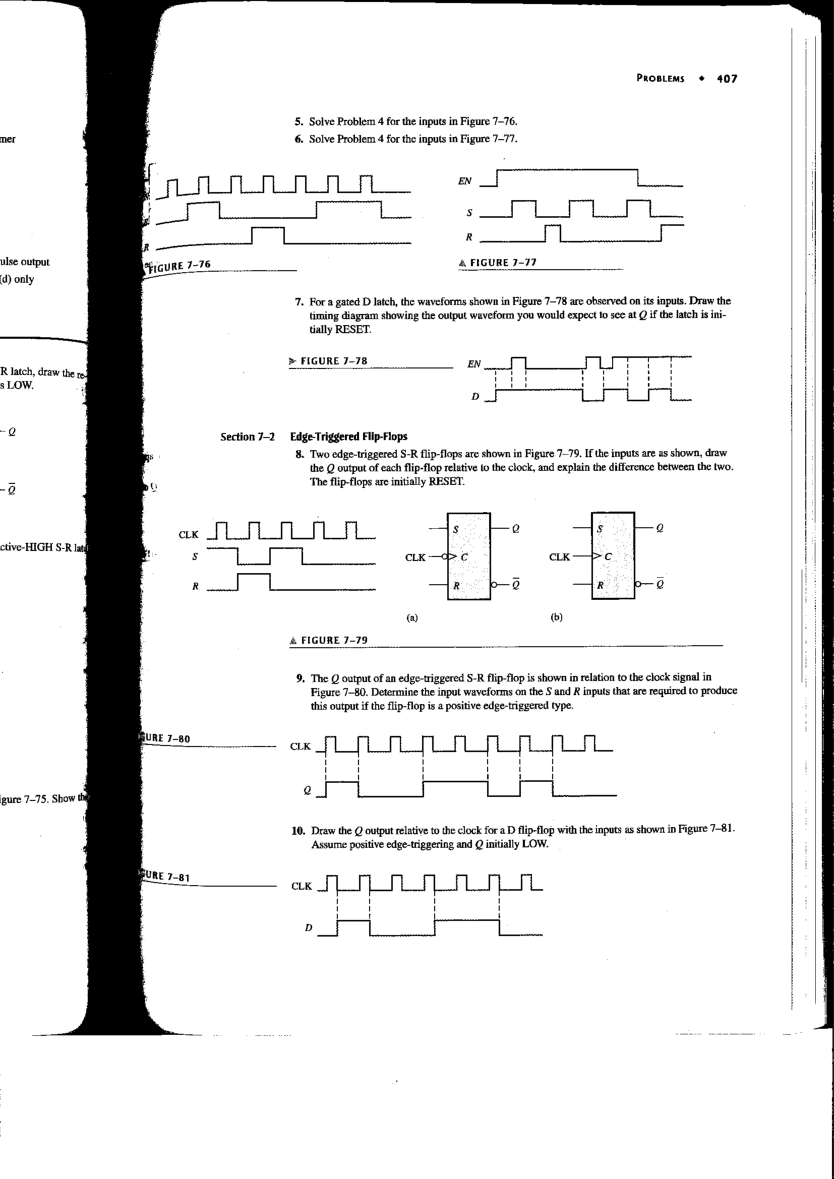 PROBLEMS ◆ 407
5. Solve Problem 4 for the inputs in Figure 7–76.
6. Solve Problem 4 for the inputs in Figure 7–77.
mer
EN
S
R
R
FIGURE 7–76
▲ FIGURE 7–77
ulse output
(d) only
7. For a gated D latch, the waveforms shown in Figure 7–78 are observed on its inputs. Draw the
timing diagram showing the output waveform you would expect to see at Q if the latch is ini-
tially RESET.
▶ FIGURE 7–78
EN
D
R latch, draw the re-
s LOW.
Q
Q̅
ctive-HIGH S-R lat
Section 7–2 Edge-Triggered Flip-Flops
8. Two edge-triggered S-R flip-flops are shown in Figure 7–79. If the inputs are as shown, draw
the Q output of each flip-flop relative to the clock, and explain the difference between the two.
The flip-flops are initially RESET.
CLK
S
R
S Q
CLK C
R Q̅
(a)
S Q
CLK C
R Q̅
(b)
▲ FIGURE 7–79
9. The Q output of an edge-triggered S-R flip-flop is shown in relation to the clock signal in
Figure 7–80. Determine the input waveforms on the S and R inputs that are required to produce
this output if the flip-flop is a positive edge-triggered type.
GURE 7–80
CLK
Q
igure 7–75. Show the
10. Draw the Q output relative to the clock for a D flip-flop with the inputs as shown in Figure 7–81.
Assume positive edge-triggering and Q initially LOW.
GURE 7–81
CLK
D